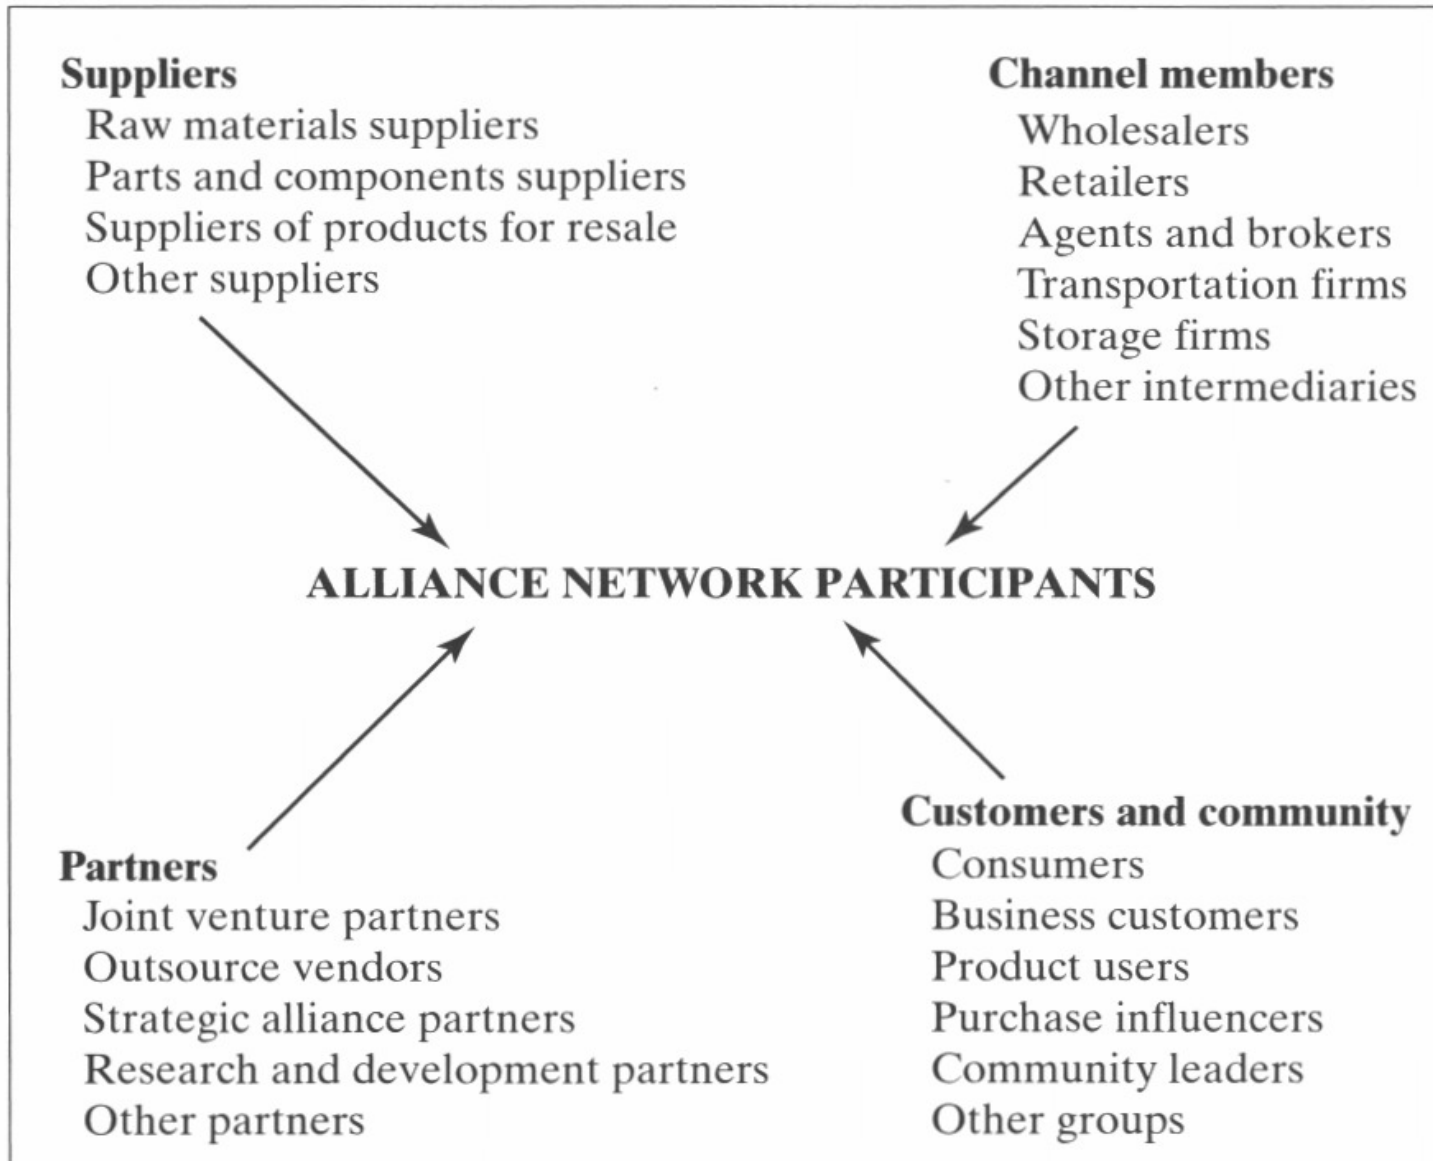 Suppliers
Raw materials suppliers
Parts and components suppliers
Suppliers of products for resale
Other suppliers
Channel members
Wholesalers
Retailers
Agents and brokers
Transportation firms
Storage firms
Other intermediaries
ALLIANCE NETWORK PARTICIPANTS
Partners
Joint venture partners
Outsource vendors
Strategic alliance partners
Research and development partners
Other partners
Customers and community
Consumers
Business customers
Product users
Purchase influencers
Community leaders
Other groups